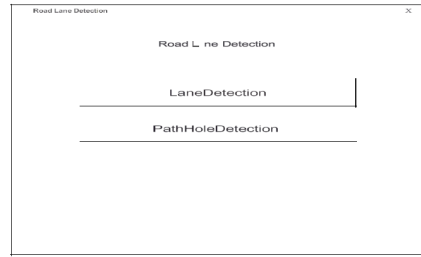 Road Lane Detection X
Road L ne Detection
LaneDetection
PathHoleDetection